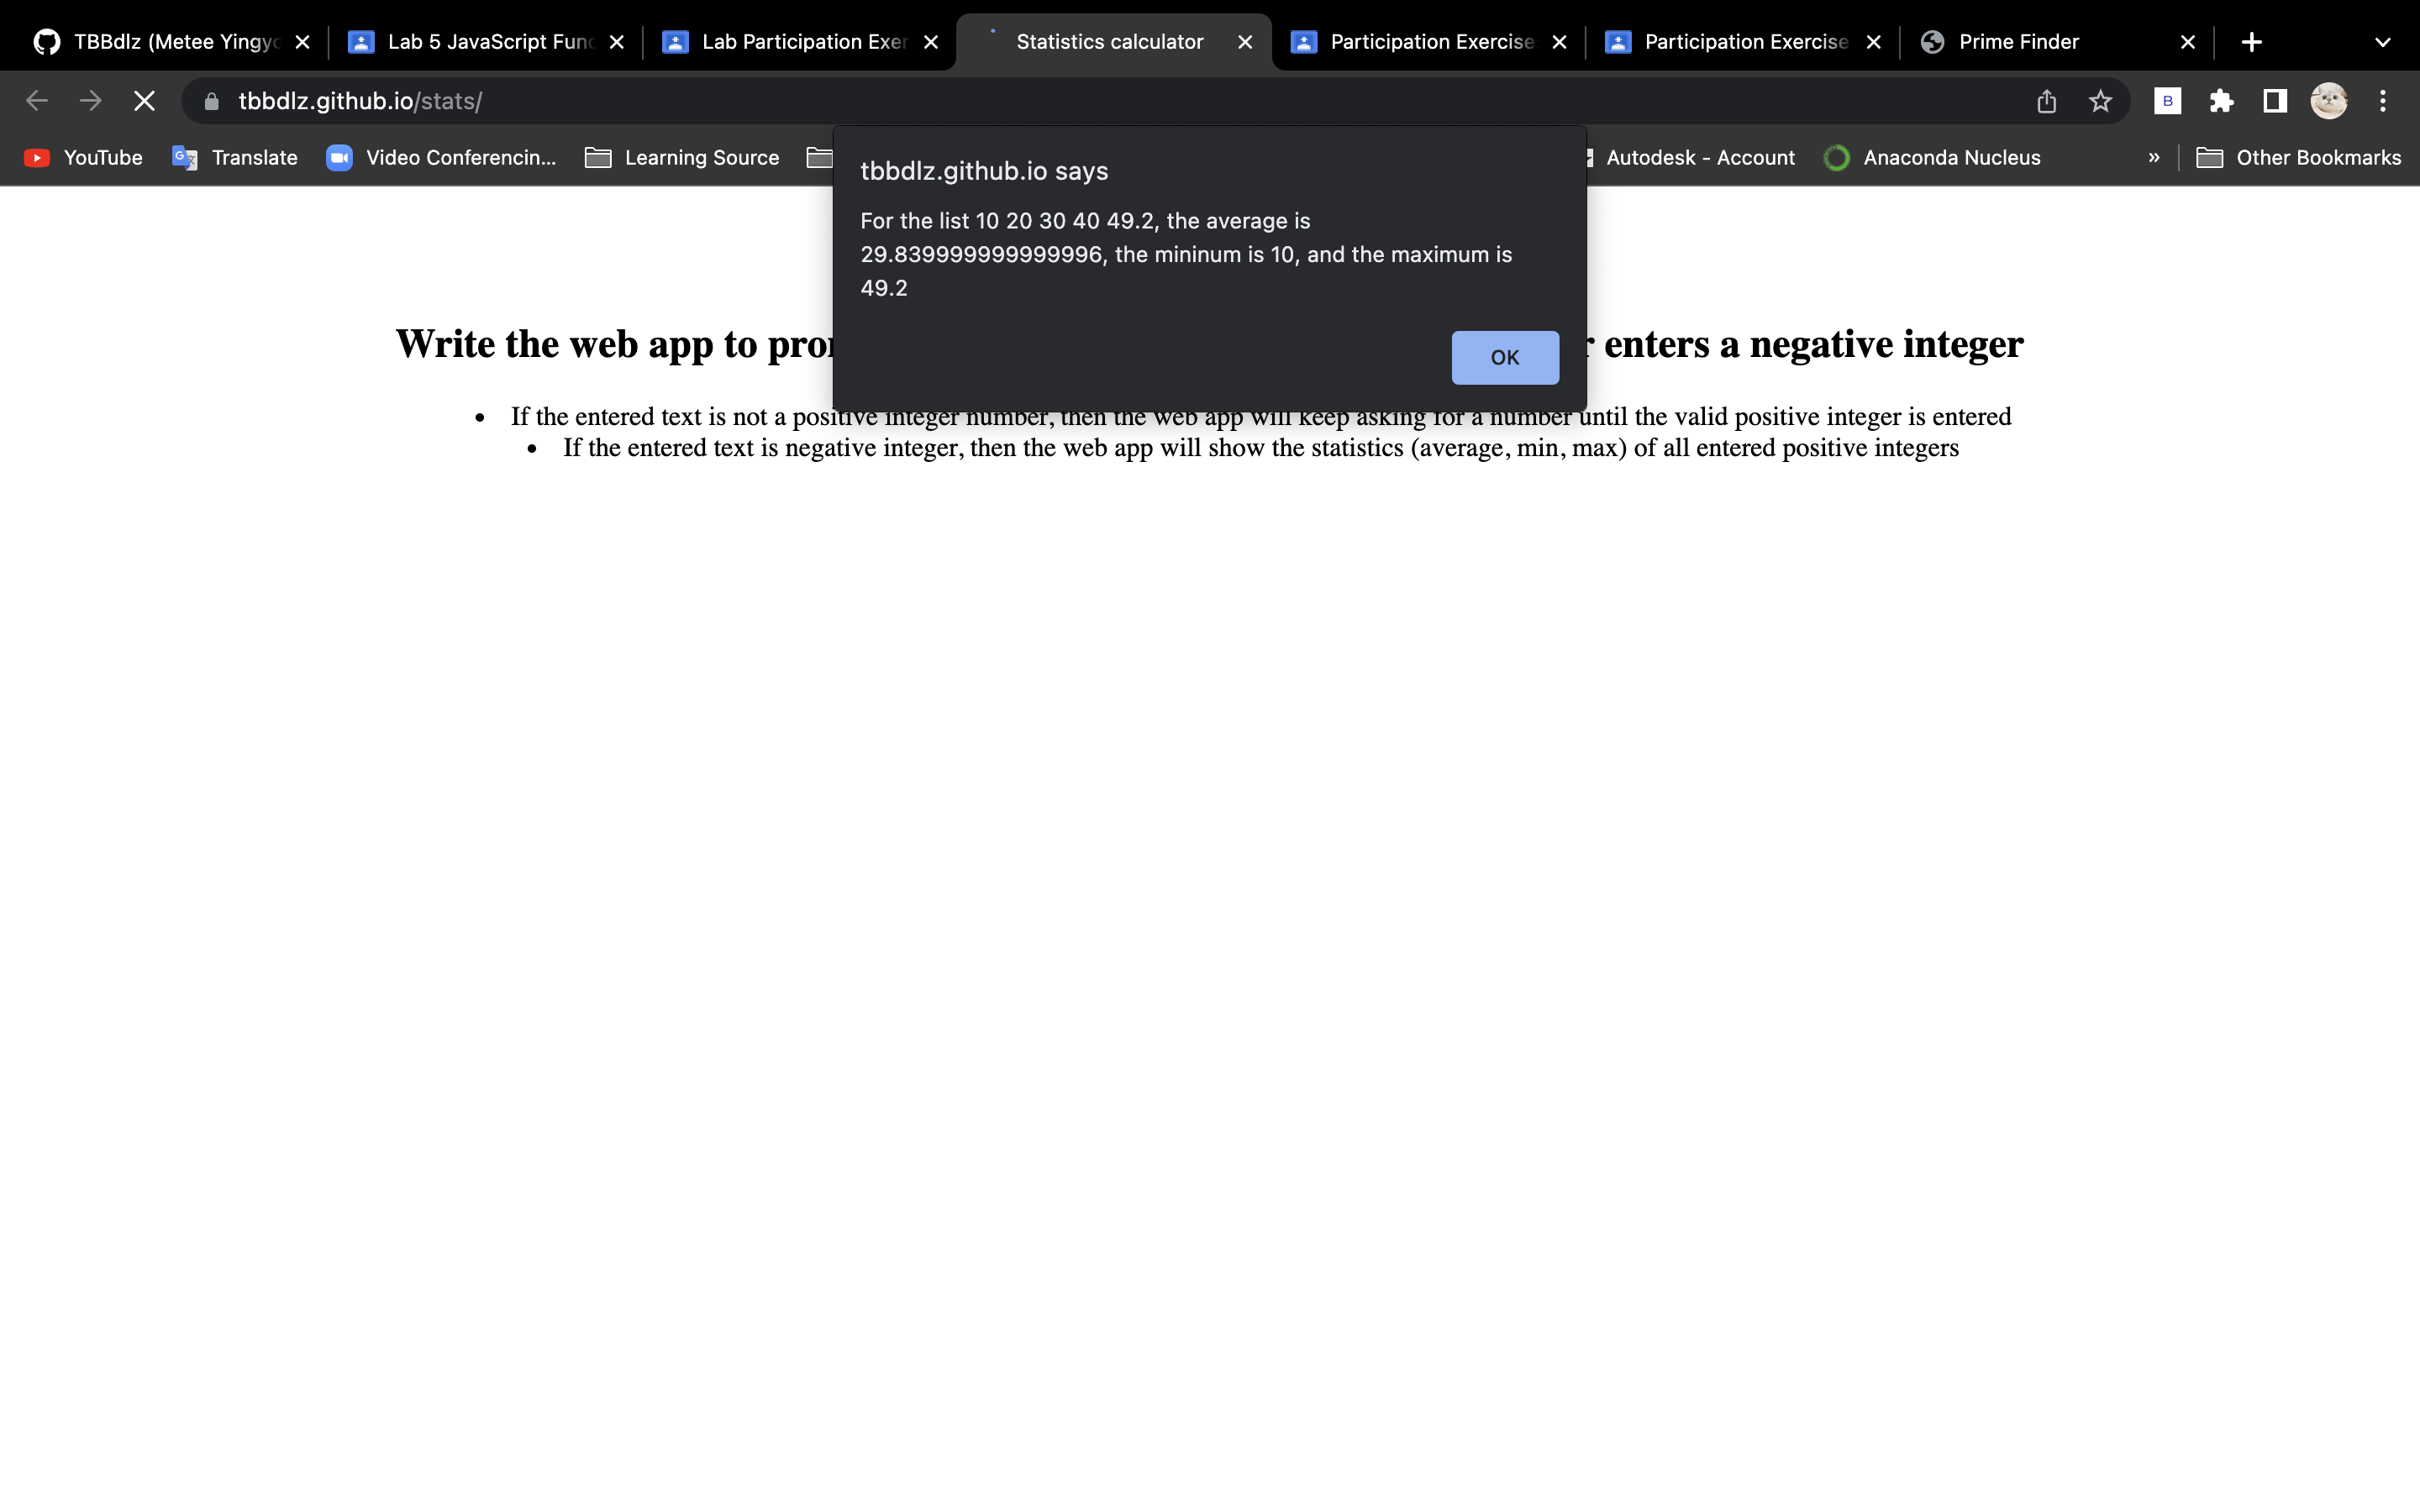 TBBdlz (Metee Yingyc
Lab 5 JavaScript Func
Lab Participation Exer
Statistics calculator
Participation Exercise
Participation Exercise
Prime Finder
tbbdlz.github.io/stats/
B
YouTube
Translate
Video Conferencin...
Learning Source
Autodesk - Account
Anaconda Nucleus
»
Other Bookmarks
tbbdlz.github.io says
For the list 10 20 30 40 49.2, the average is
29.839999999999996, the mininum is 10, and the maximum is
49.2
OK
Write the web app to pro
r enters a negative integer
• If the entered text is not a positive integer number, then the web app will keep asking for a number until the valid positive integer is entered
• If the entered text is negative integer, then the web app will show the statistics (average, min, max) of all entered positive integers